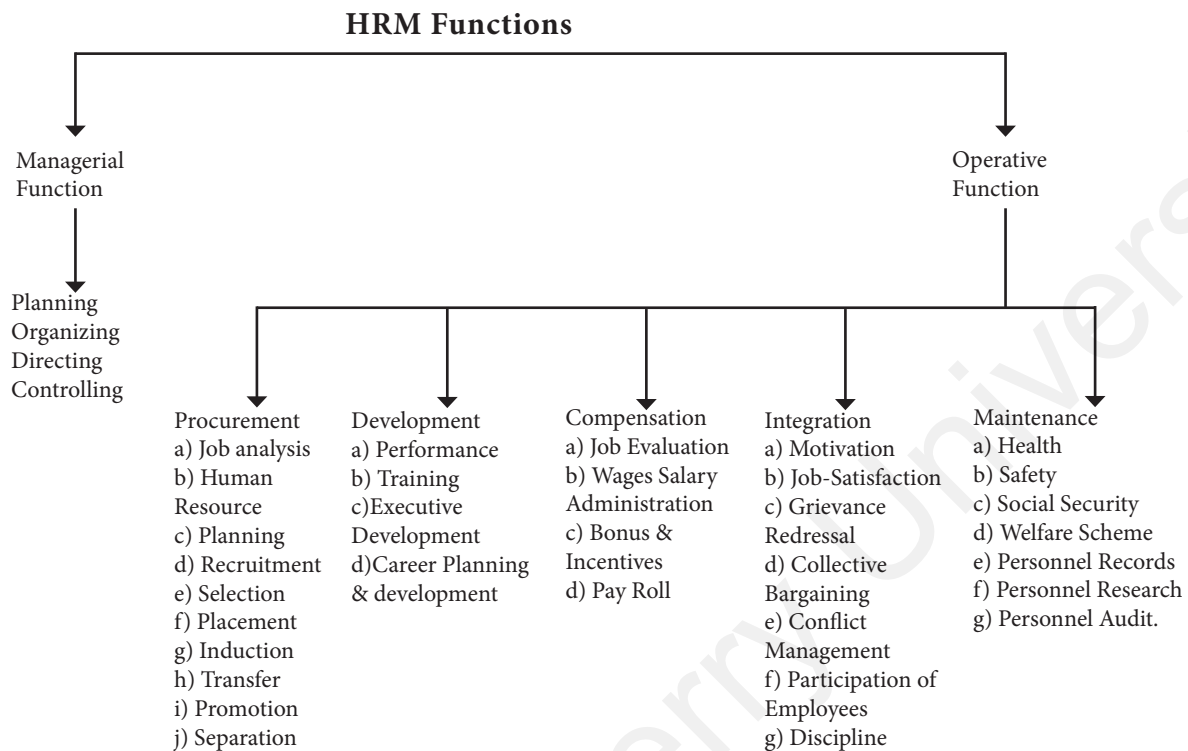 HRM Functions
Managerial
Function
Operative
Function
Planning
Organizing
Directing
Controlling
Procurement
a) Job analysis
b) Human
Resource
c) Planning
d) Recruitment
e) Selection
f) Placement
g) Induction
h) Transfer
i) Promotion
j) Separation
Development
a) Performance
b) Training
c)Executive
Development
d)Career Planning
& development
Compensation
a) Job Evaluation
b) Wages Salary
Administration
c) Bonus &
Incentives
d) Pay Roll
Integration
a) Motivation
b) Job-Satisfaction
c) Grievance
Redressal
d) Collective
Bargaining
e) Conflict
Management
f) Participation of
Employees
g) Discipline
Maintenance
a) Health
b) Safety
c) Social Security
d) Welfare Scheme
e) Personnel Records
f) Personnel Research
g) Personnel Audit.